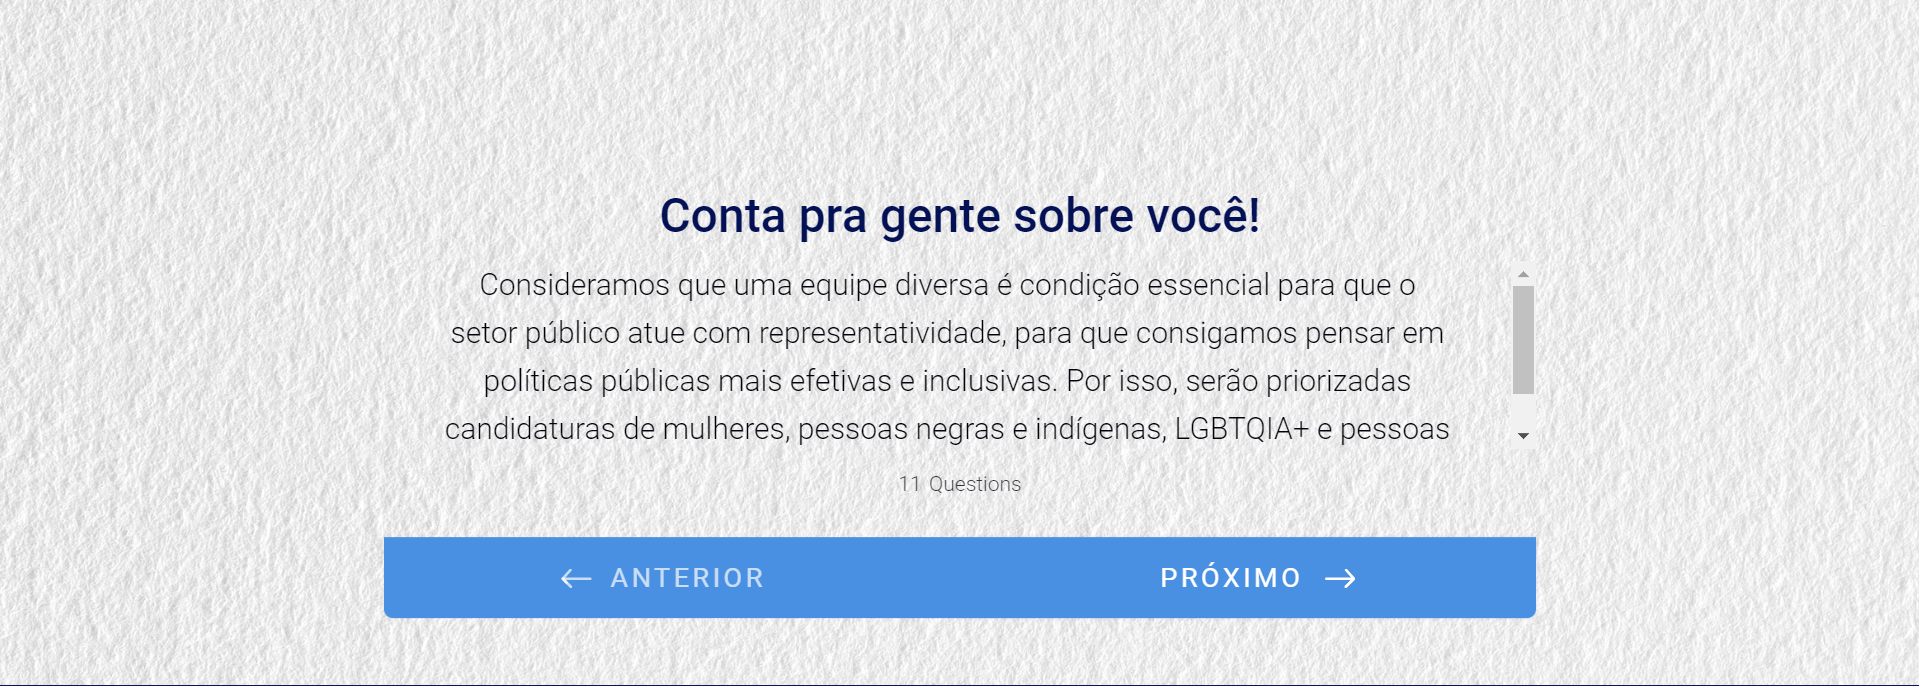 Conta pra gente sobre você!
Consideramos que uma equipe diversa é condição essencial para que o
setor público atue com representatividade, para que consigamos pensar em
políticas públicas mais efetivas e inclusivas. Por isso, serão priorizadas
candidaturas de mulheres, pessoas negras e indígenas, LGBTQIA+ e pessoas
11 Questions
← ANTERIOR
PRÓXIMO →